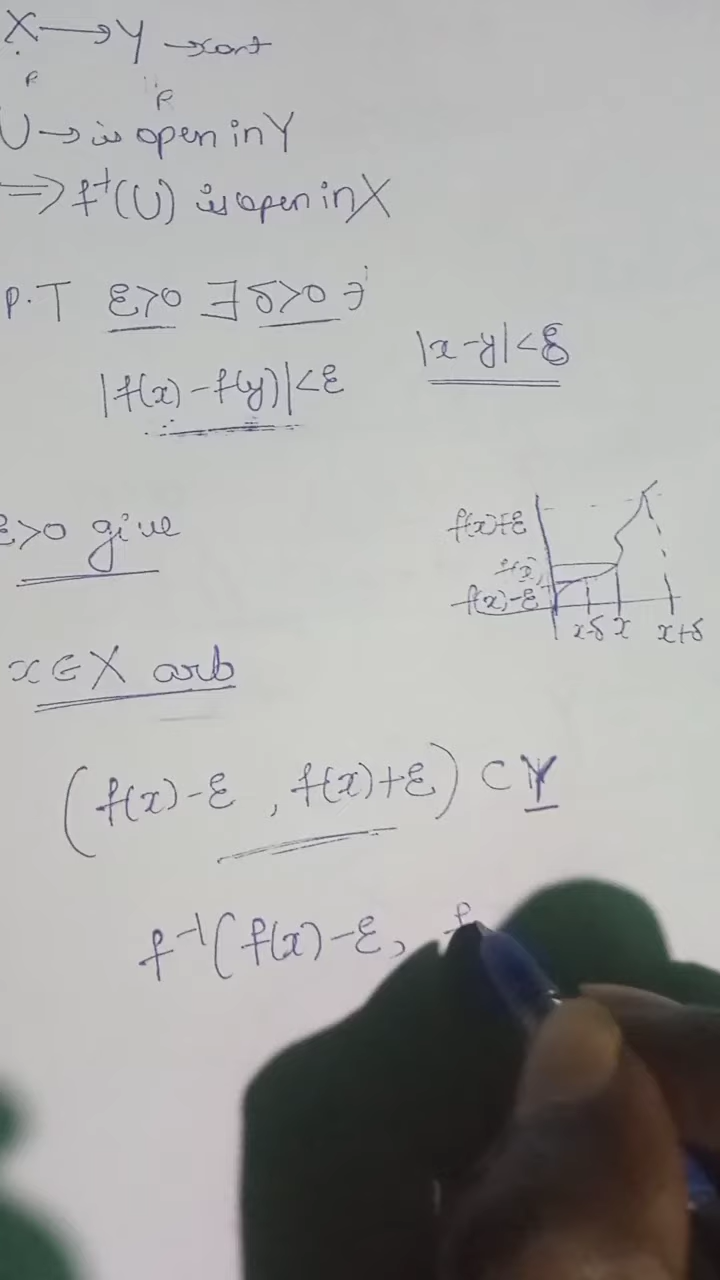 X → Y → cont
R R
U → is open in Y
⇒ f⁻¹(U) is open in X
P.T ε>0 ∃ δ>0 ∋
|x-y|<δ
|f(x) - f(y)|<ε
ε>0 give
f(x)+ε
f(x)
f(x)-ε
x-δ x x+δ
x∈X arb
(f(x)-ε, f(x)+ε) ⊂ Y
f⁻¹(f(x)-ε, f